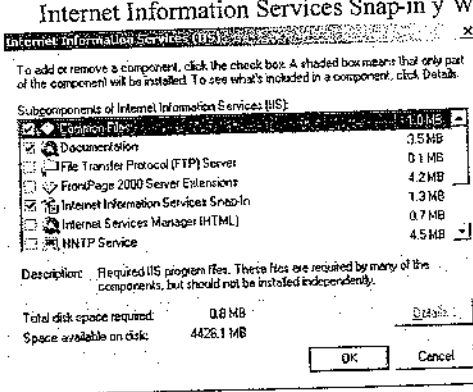 Internet Information Services Snap-in y W
Internet Information Services (IIS)
To add or remove a component, click the check box. A shaded box means that only part
of the component will be installed. To see what's included in a component, click Details.
Subcomponents of Internet Information Services (IIS):
Common Files 1.0 MB
Documentation 3.5 MB
File Transfer Protocol (FTP) Server 0.1 MB
FrontPage 2000 Server Extensions 4.2 MB
Internet Information Services Snap-In 1.3 MB
Internet Services Manager (HTML) 0.7 MB
NNTP Service 4.5 MB
Description: Required IIS program files. These files are required by many of the
components, but should not be installed independently.
Total disk space required: 0.8 MB
Details...
Space available on disk: 4428.1 MB
OK Cancel